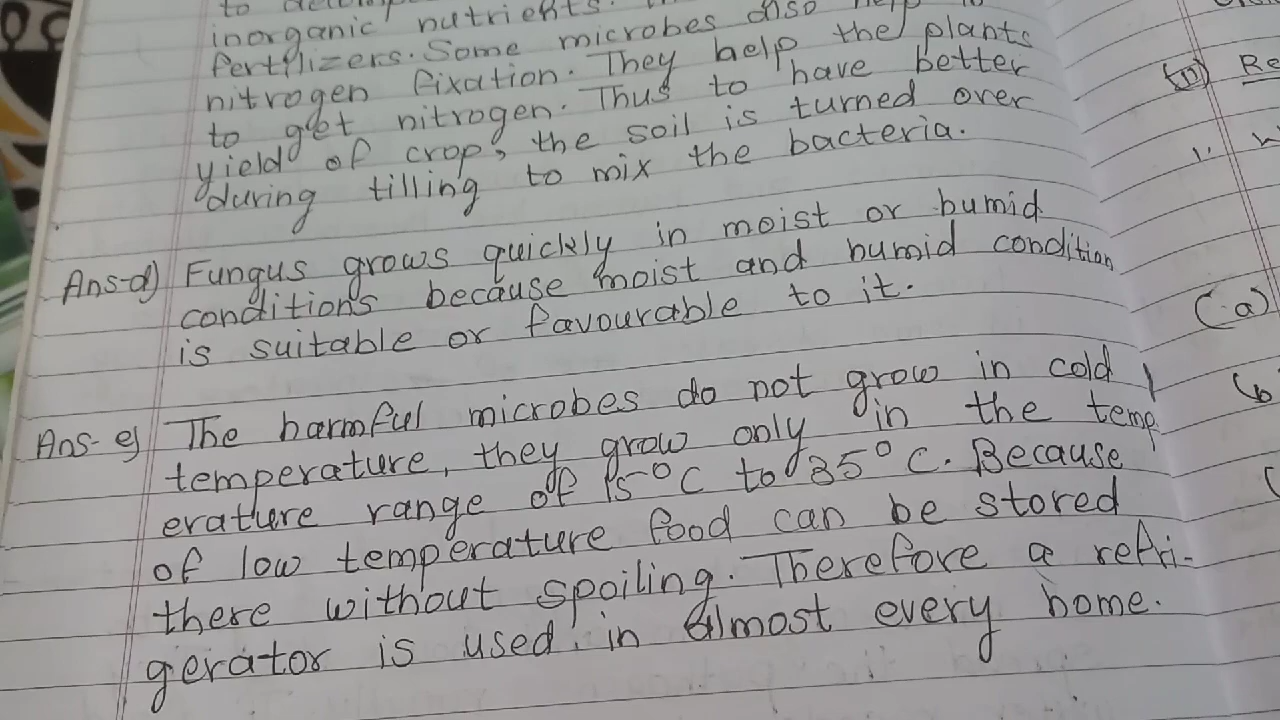 inorganic nutrients.
fertilizers. Some microbes also help
nitrogen fixation. They help the plants
to get nitrogen. Thus to have better
yield of crop, the soil is turned over
during tilling to mix the bacteria.
Ans-d) Fungus grows quickly in moist or humid
conditions because moist and humid condition
is suitable or favourable to it.
Ans-e) The harmful microbes do not grow in cold
temperature, they grow only in the temp
erature range of 15°C to 35°C. Because
of low temperature food can be stored
there without spoiling. Therefore a refri-
gerator is used in almost every home.
Re
1.
(a)
(b